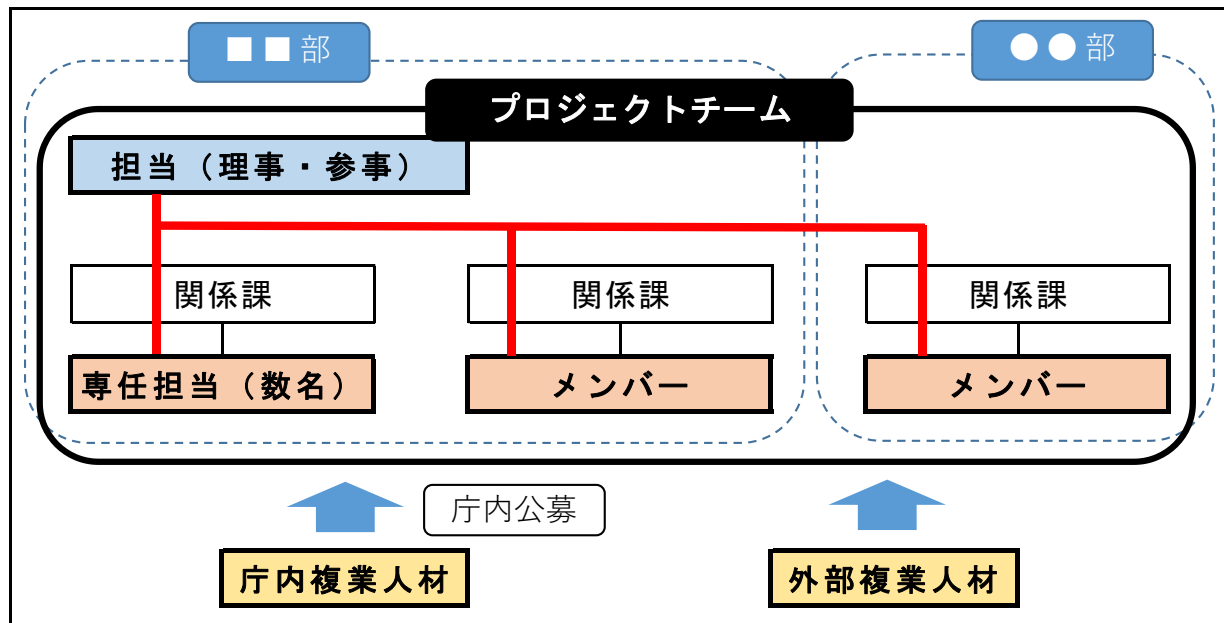 ■■部
●●部
プロジェクトチーム
担当（理事・参事）
関係課
関係課
関係課
専任担当（数名）
メンバー
メンバー
庁内公募
庁内複業人材
外部複業人材